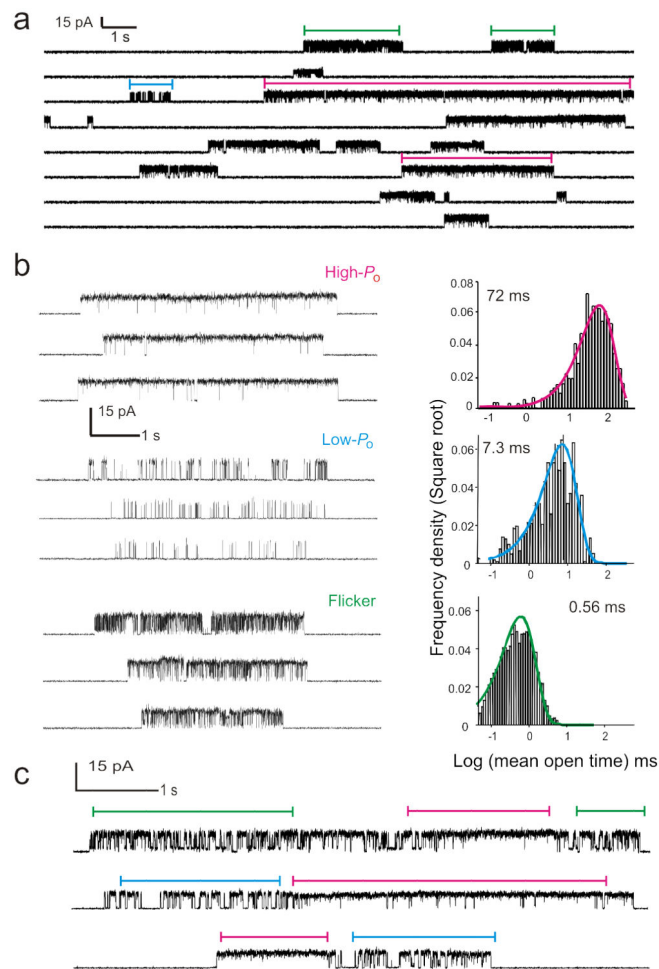 a
15 pA
1 s
b
High-Po
72 ms
0.08
0.06
0.04
0.02
0
-1 0 1 2
15 pA
1 s
Low-Po
7.3 ms
0.06
0.04
0.02
0
-1 0 1 2
Flicker
0.56 ms
0.06
0.04
0.02
0
-1 0 1 2
Frequency density (Square root)
Log (mean open time) ms
c
15 pA
1 s